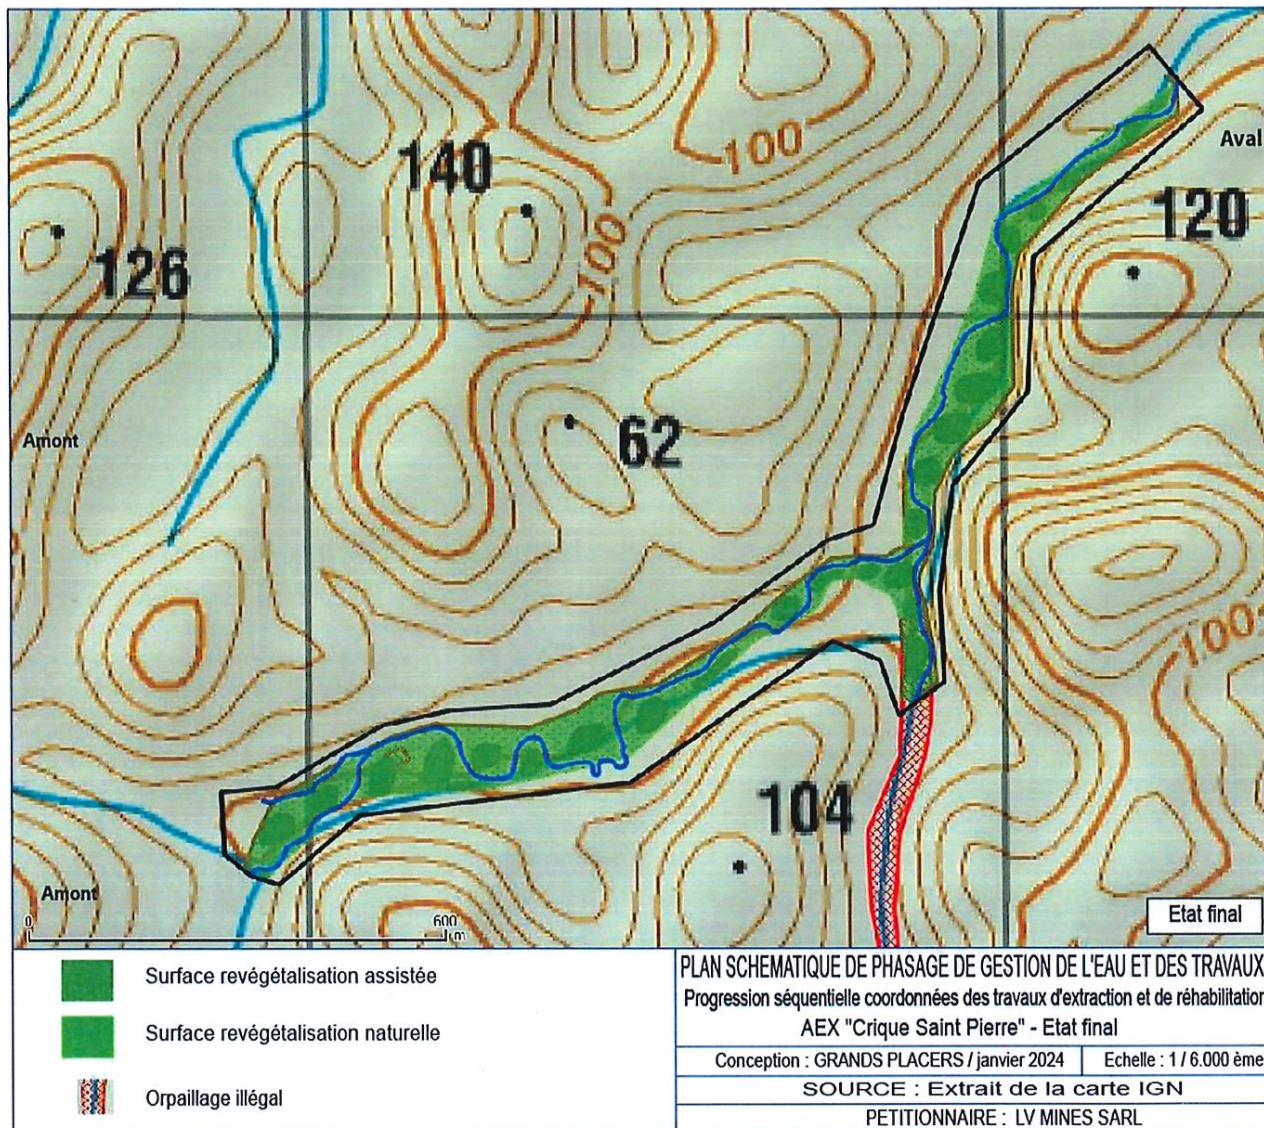 Aval
140
100
120
126
100
62
Amont
100
104
Amont
0
600
m
Etat final
Surface revégétalisation assistée
Surface revégétalisation naturelle
Orpaillage illégal
PLAN SCHEMATIQUE DE PHASAGE DE GESTION DE L'EAU ET DES TRAVAUX
Progression séquentielle coordonnées des travaux d'extraction et de réhabilitation
AEX "Crique Saint Pierre" - Etat final
Conception : GRANDS PLACERS / janvier 2024
Echelle : 1 / 6.000 ème
SOURCE : Extrait de la carte IGN
PETITIONNAIRE : LV MINES SARL